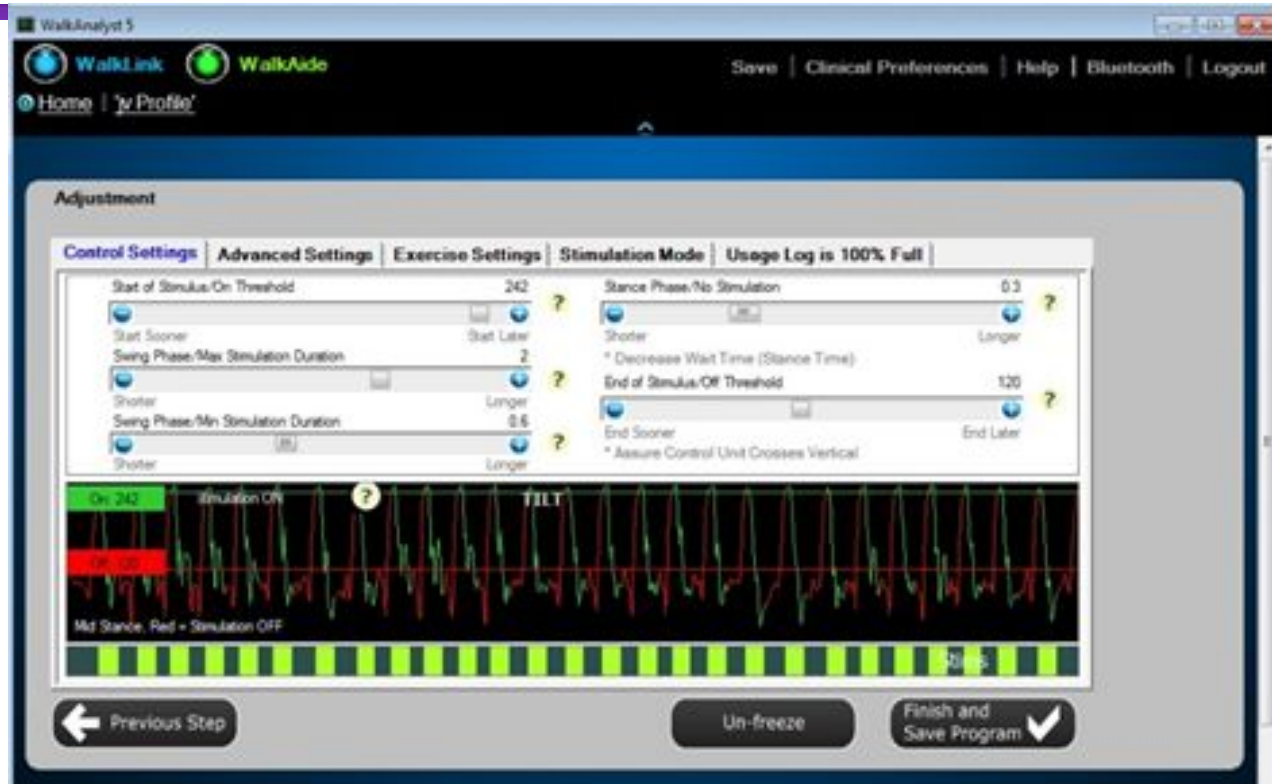 WalkAnalyst 5
WalkLink WalkAide
Save | Clinical Preferences | Help | Bluetooth | Logout
Home | 'jv Profile'
Adjustment
Control Settings | Advanced Settings | Exercise Settings | Stimulation Mode | Usage Log is 100% Full
Start of Stimulus/On Threshold 242 ?
Start Sooner Start Later
Swing Phase/Max Stimulation Duration 2 ?
Shorter Longer
Swing Phase/Min Stimulation Duration 0.6 ?
Shorter Longer
Stance Phase/No Stimulation 0.3 ?
Shorter Longer
* Decrease Wait Time (Stance Time)
End of Stimulus/Off Threshold 120 ?
End Sooner End Later
* Assure Control Unit Crosses Vertical
On: 242 stimulation ON ? TILT
Off: 120
Mid Stance, Red = Stimulation OFF
Stims
Previous Step
Un-freeze
Finish and
Save Program